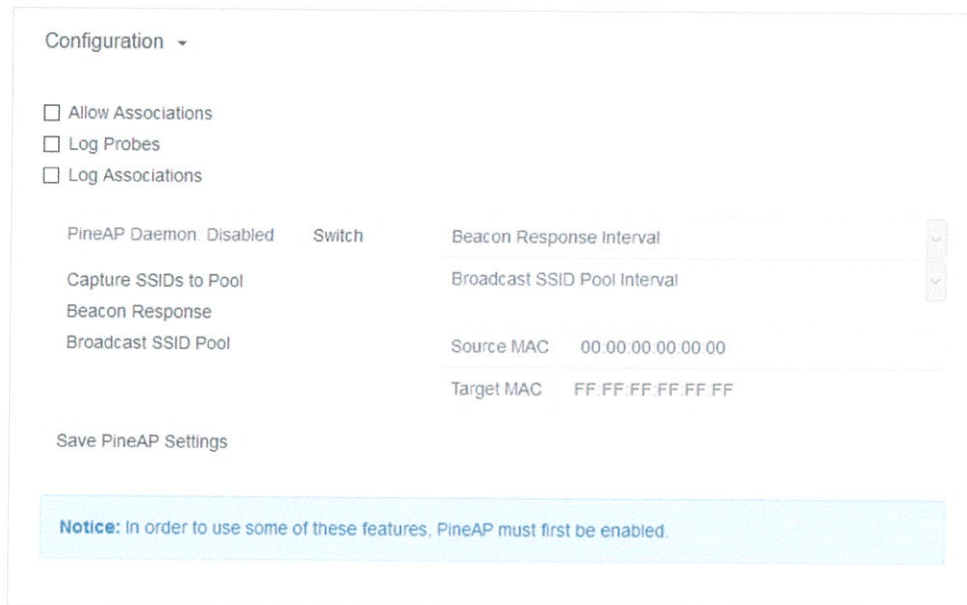 Configuration
Allow Associations
Log Probes
Log Associations
PineAP Daemon: Disabled Switch
Capture SSIDs to Pool
Beacon Response
Broadcast SSID Pool
Beacon Response Interval
Broadcast SSID Pool Interval
Source MAC 00:00:00:00:00:00
Target MAC FF:FF:FF:FF:FF:FF
Save PineAP Settings
Notice: In order to use some of these features, PineAP must first be enabled.